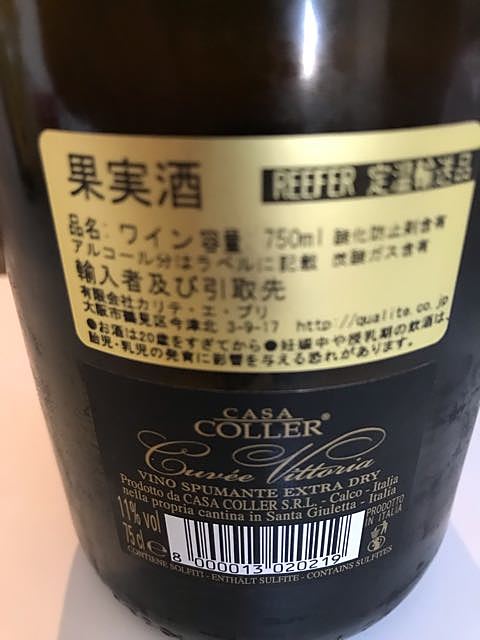 果実酒
REEFER 定温輸送品
品名: ワイン 容量 750ml 酸化防止剤含有
アルコール分はラベルに記載 炭酸ガス含有
輸入者及び引取先
有限会社カリテ・エ・プリ
大阪市鶴見区今津北 3-9-17 http://qualite.co.jp
●お酒は20歳をすぎてから●妊娠中や授乳期の飲酒は、
胎児・乳児の発育に影響を与える恐れがあります。
CASA
COLLER®
Cuvée Vittoria
VINO SPUMANTE EXTRA DRY
Prodotto da CASA COLLER S.R.L. - Calco - Italia
nella propria cantina in Santa Giuletta - Italia
11% vol
75 cl e
PRODOTTO
IN ITALIA
8 000013 020219
CONTIENE SOLFITI - ENTHÄLT SULFITE - CONTAINS SULFITES